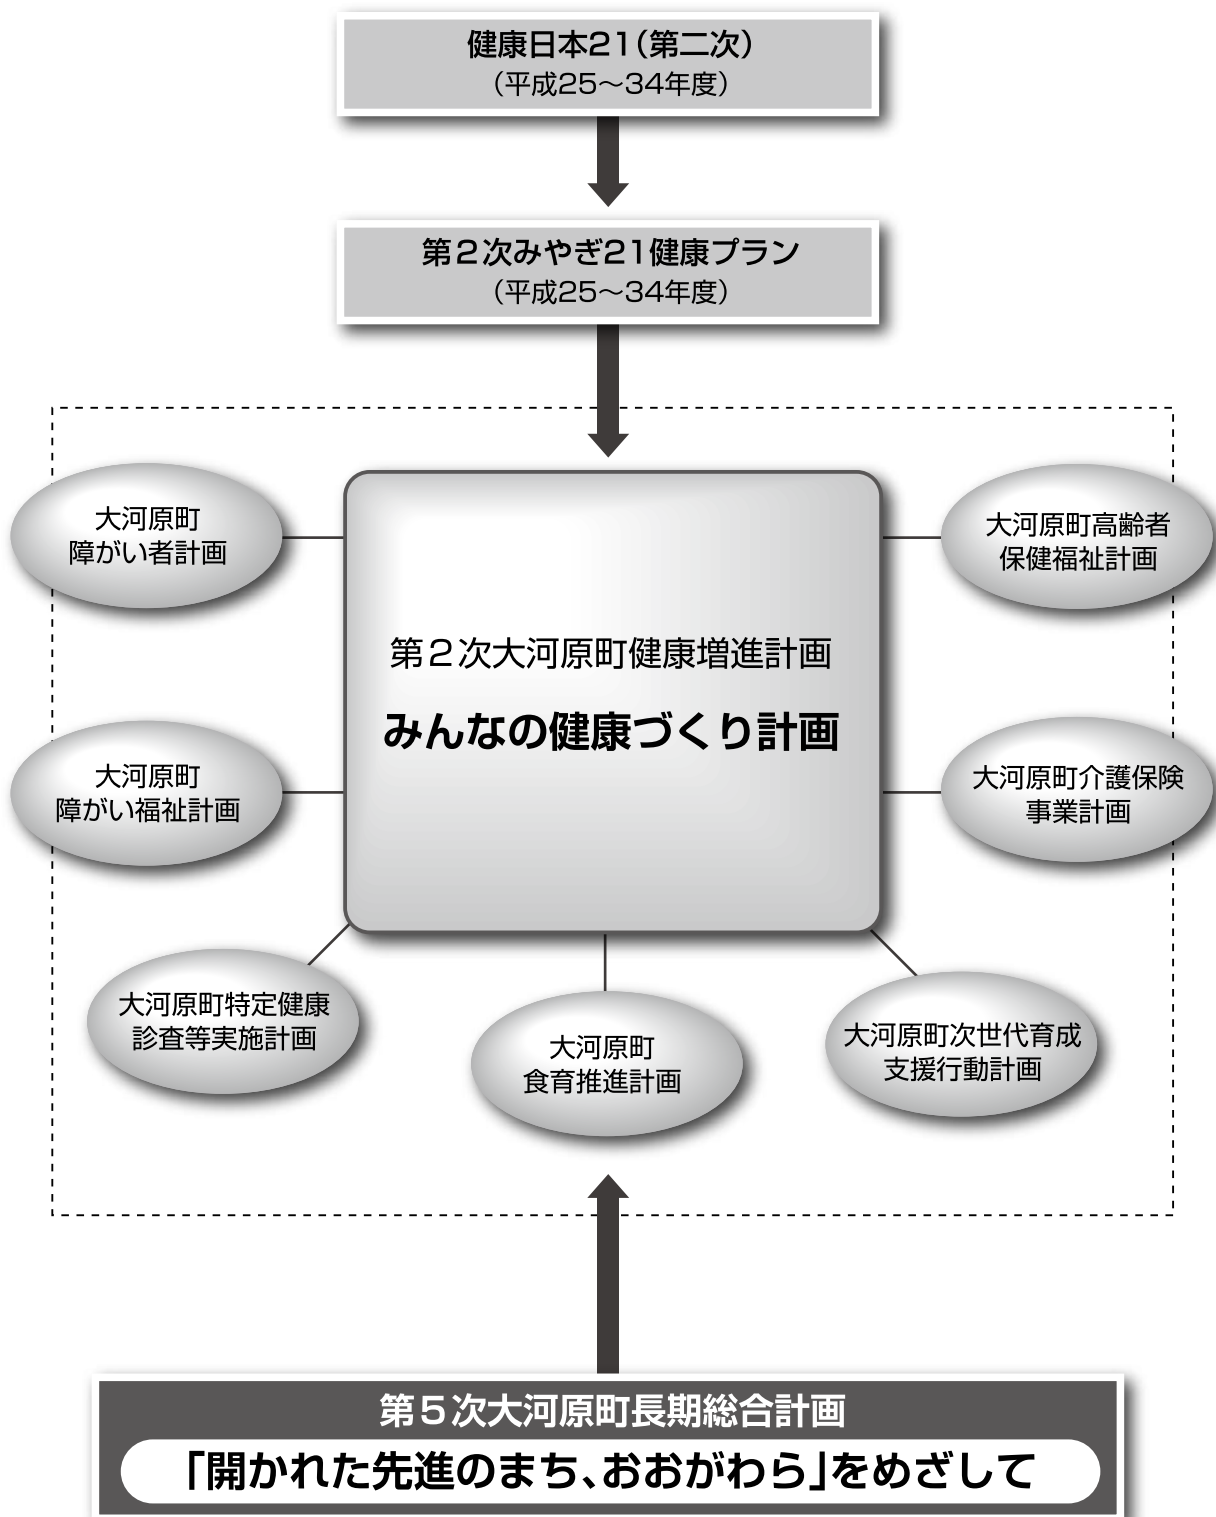 健康日本21(第二次)
(平成25〜34年度)
第2次みやぎ21健康プラン
(平成25〜34年度)
大河原町
障がい者計画
大河原町高齢者
保健福祉計画
第2次大河原町健康増進計画
みんなの健康づくり計画
大河原町
障がい福祉計画
大河原町介護保険
事業計画
大河原町特定健康
診査等実施計画
大河原町
食育推進計画
大河原町次世代育成
支援行動計画
第5次大河原町長期総合計画
「開かれた先進のまち、おおがわら」をめざして